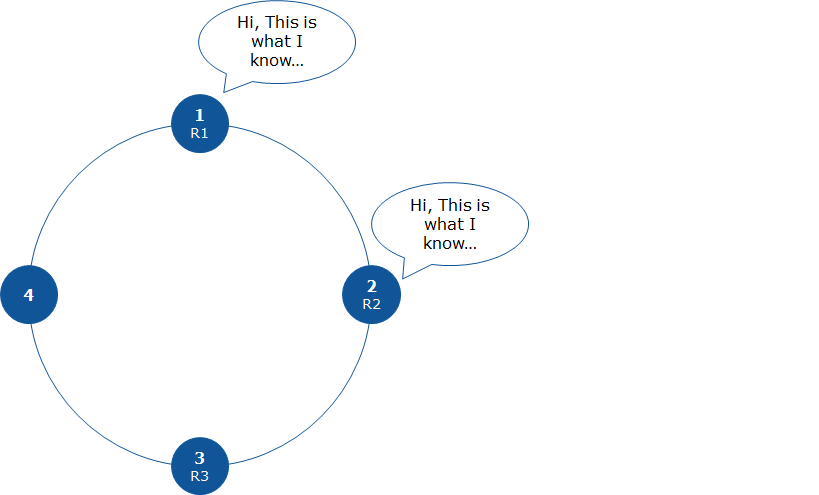 Hi, This is
what I
know...
1
R1
Hi, This is
what I
know...
2
R2
4
3
R3